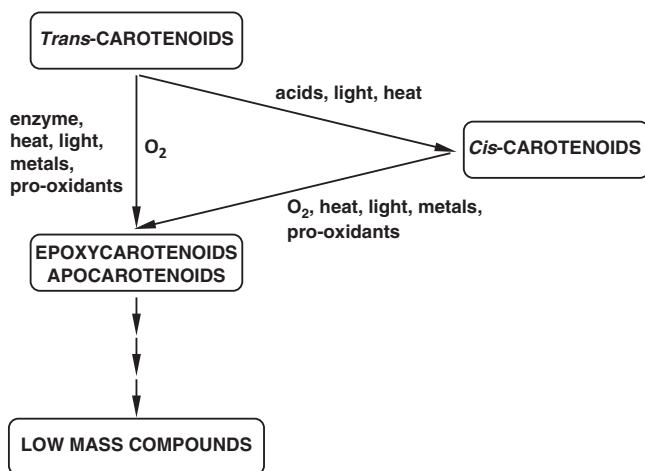 Trans-CAROTENOIDS
acids, light, heat
enzyme,
heat, light,
metals,
pro-oxidants
O₂
Cis-CAROTENOIDS
O₂, heat, light, metals,
pro-oxidants
EPOXYCAROTENOIDS
APOCAROTENOIDS
LOW MASS COMPOUNDS